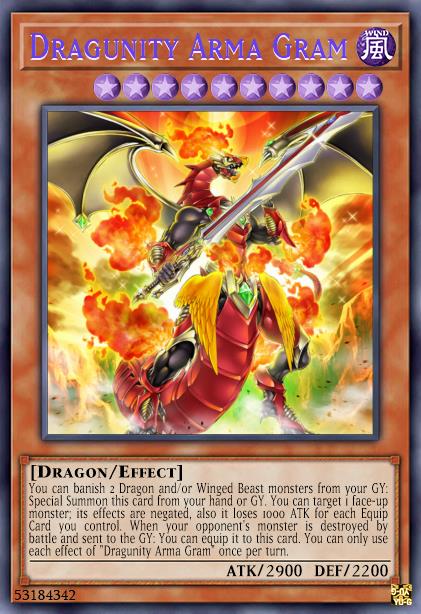 DRAGUNITY ARMA GRAM
WIND
風
[DRAGON/EFFECT]
You can banish 2 Dragon and/or Winged Beast monsters from your GY:
Special Summon this card from your hand or GY. You can target 1 face-up
monster; its effects are negated, also it loses 1000 ATK for each Equip
Card you control. When your opponent's monster is destroyed by
battle and sent to the GY: You can equip it to this card. You can only use
each effect of "Dragunity Arma Gram" once per turn.
ATK/2900 DEF/2200
53184342